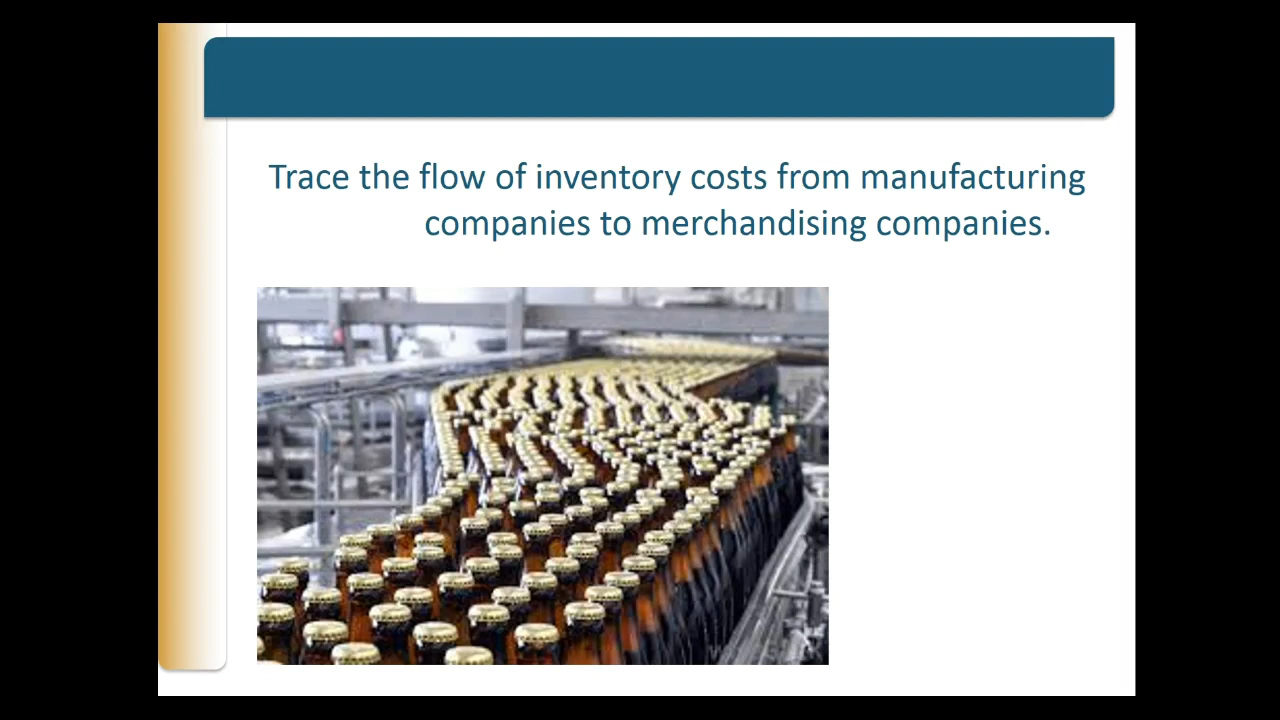 Trace the flow of inventory costs from manufacturing
companies to merchandising companies.